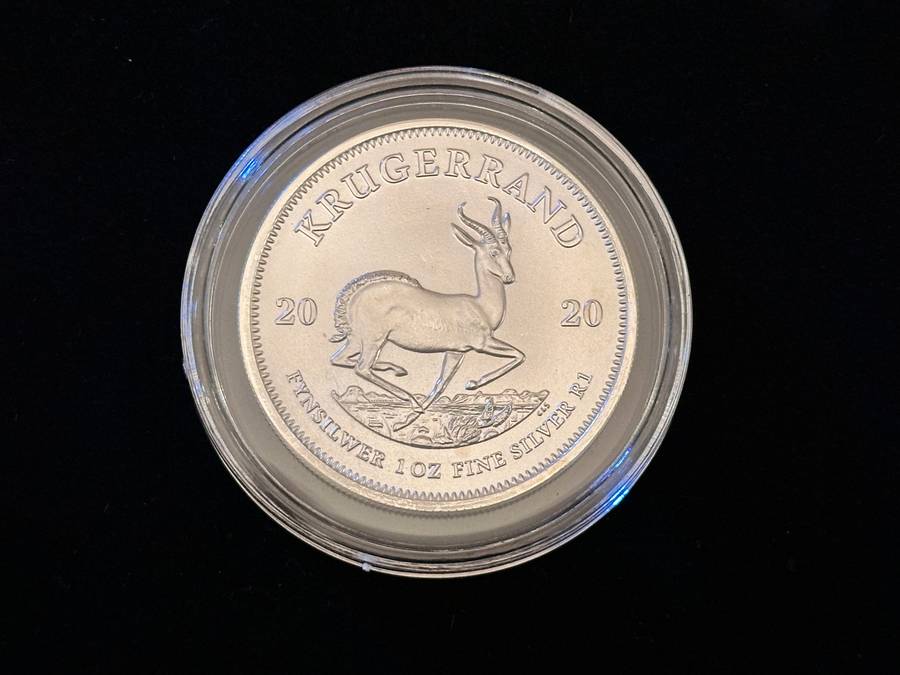 KRUGERRAND
20 20
FYNSILWER 1 OZ FINE SILVER R1